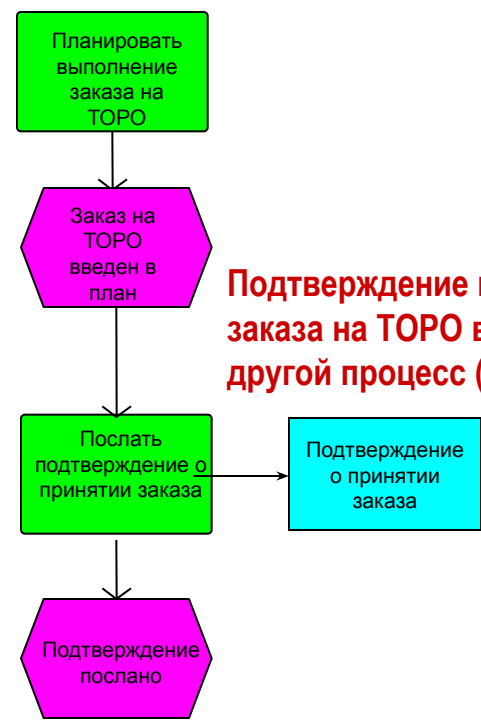 Планировать
выполнение
заказа на
ТОРО
Заказ на
ТОРО
введен в
план
Подтверждение
заказа на ТОРО
другой процесс (
Послать
подтверждение о
принятии заказа
Подтверждение
о принятии
заказа
Подтверждение
послано